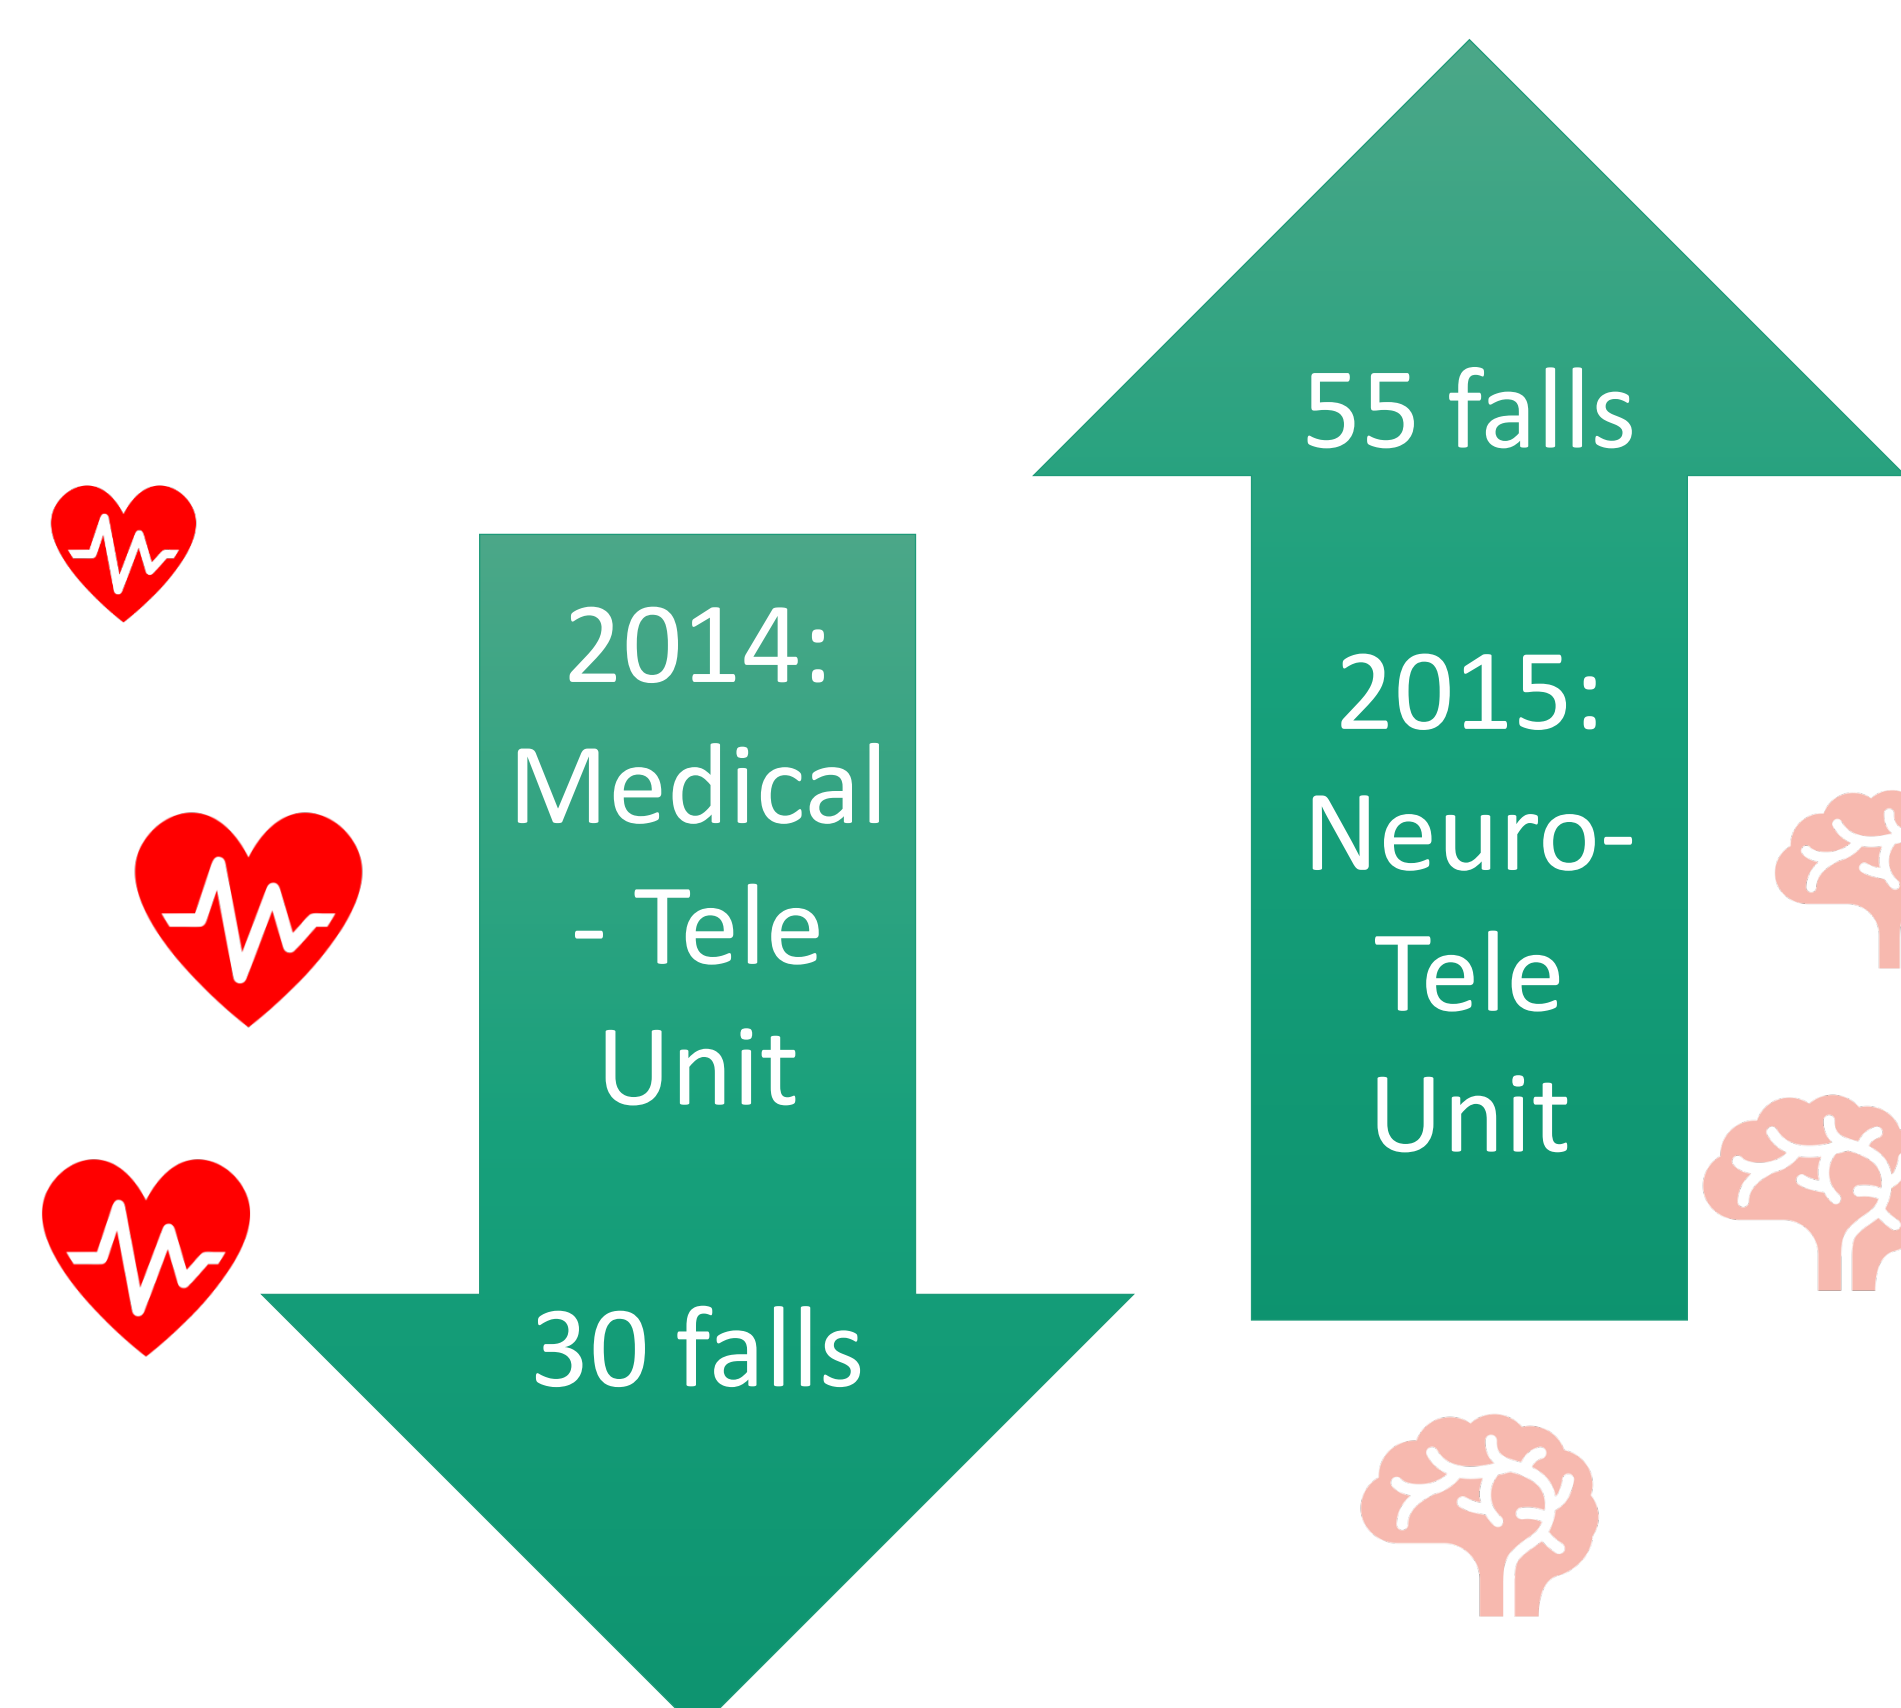 2014:
Medical
- Tele
Unit
30 falls
55 falls
2015:
Neuro-
Tele
Unit